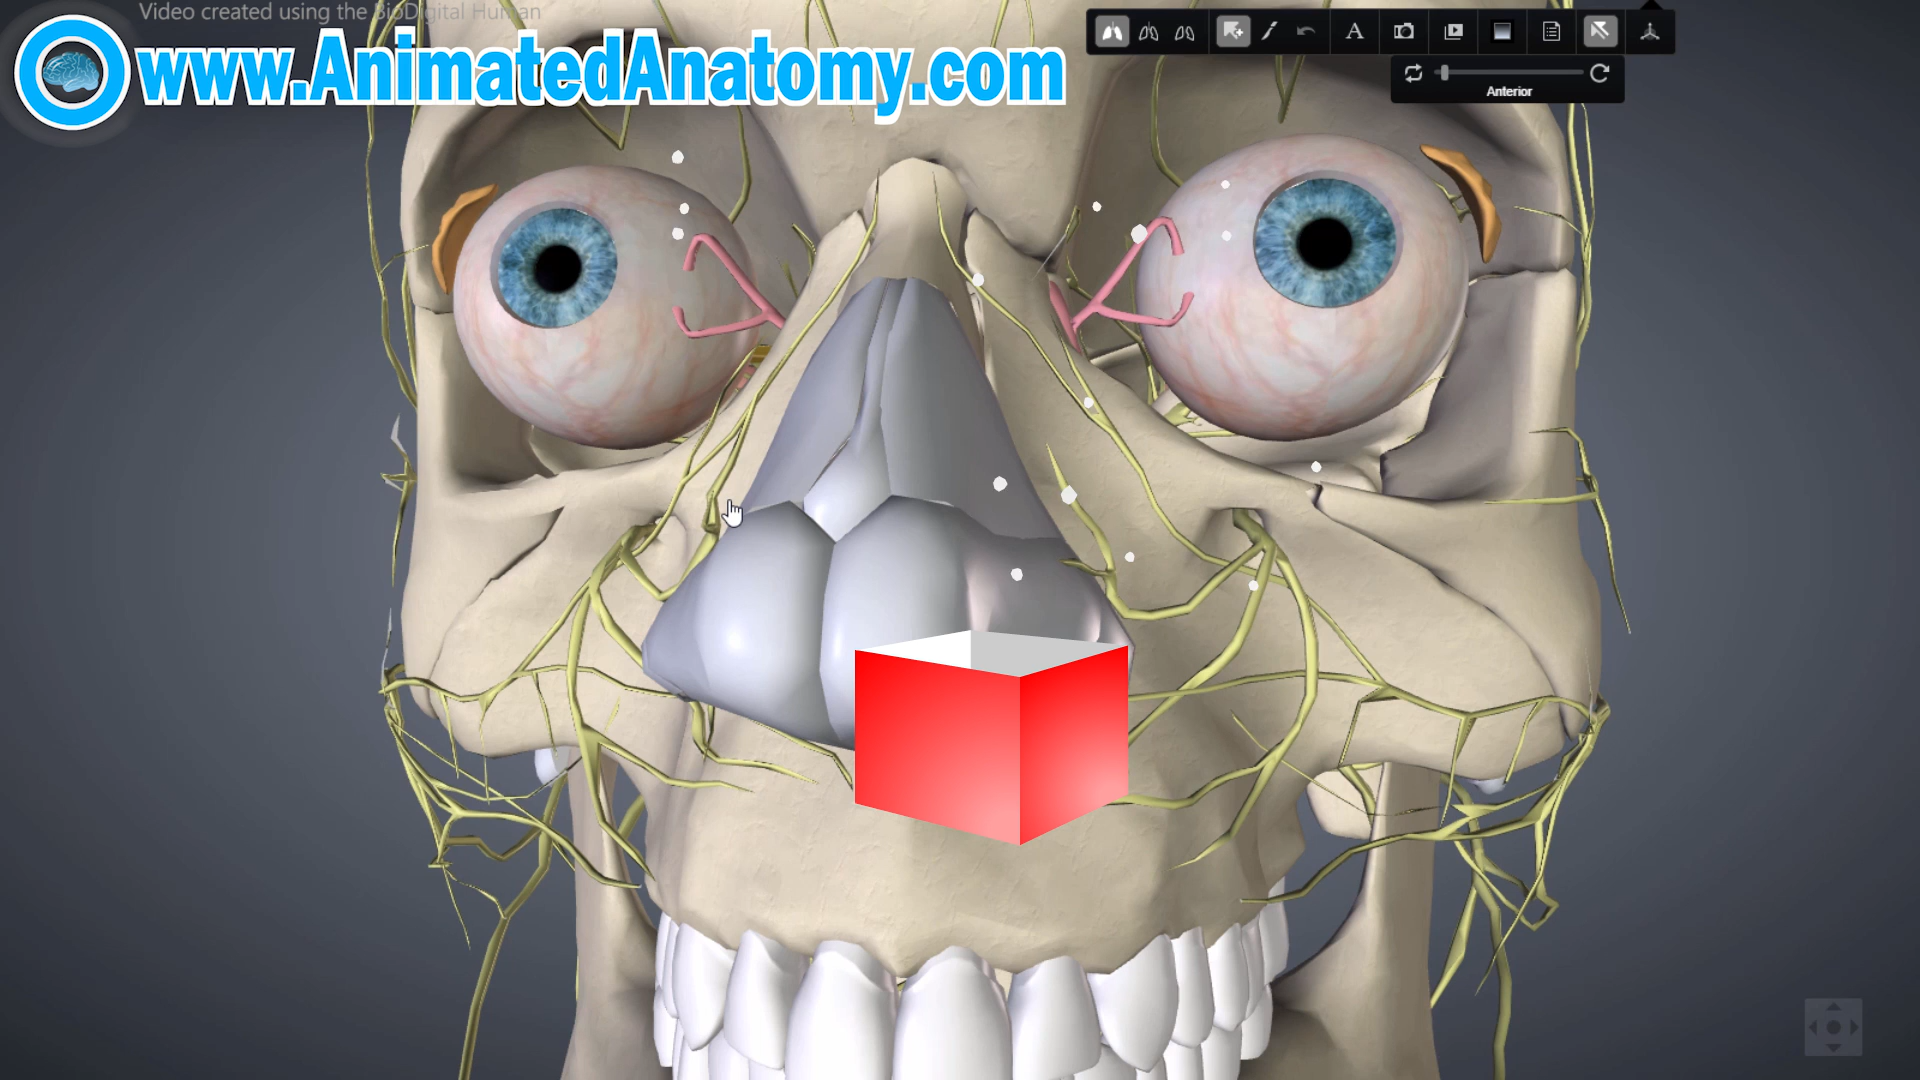 Video created using the BioDigital Human
www.AnimatedAnatomy.com
A
Anterior